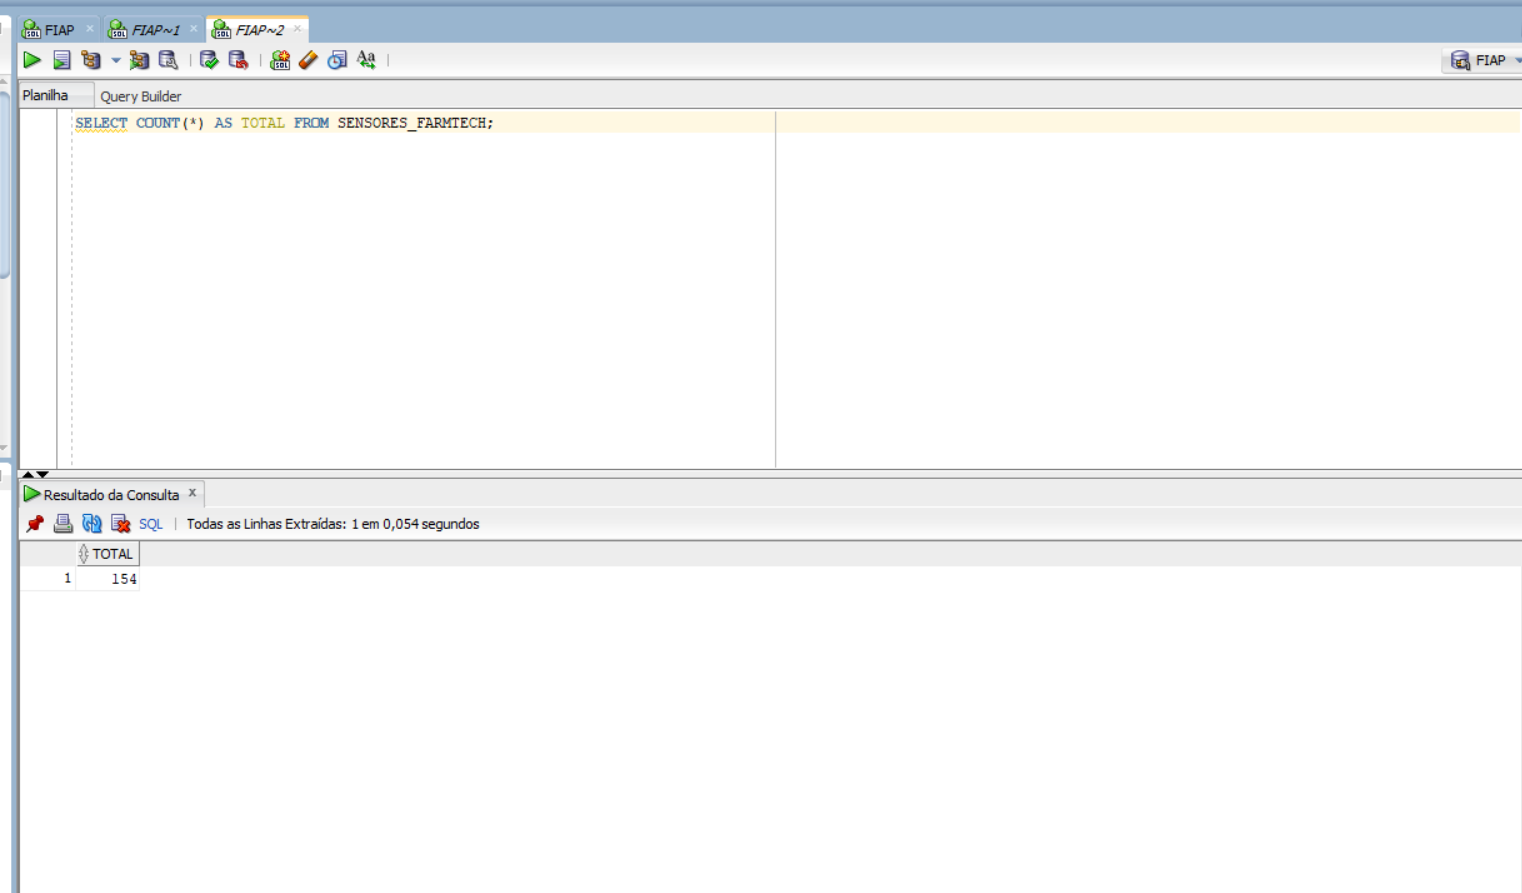 FIAP FIAP~1 FIAP~2
FIAP
Planilha Query Builder
SELECT COUNT(*) AS TOTAL FROM SENSORES_FARMTECH;
Resultado da Consulta
SQL | Todas as Linhas Extraídas: 1 em 0,054 segundos
TOTAL
1 154